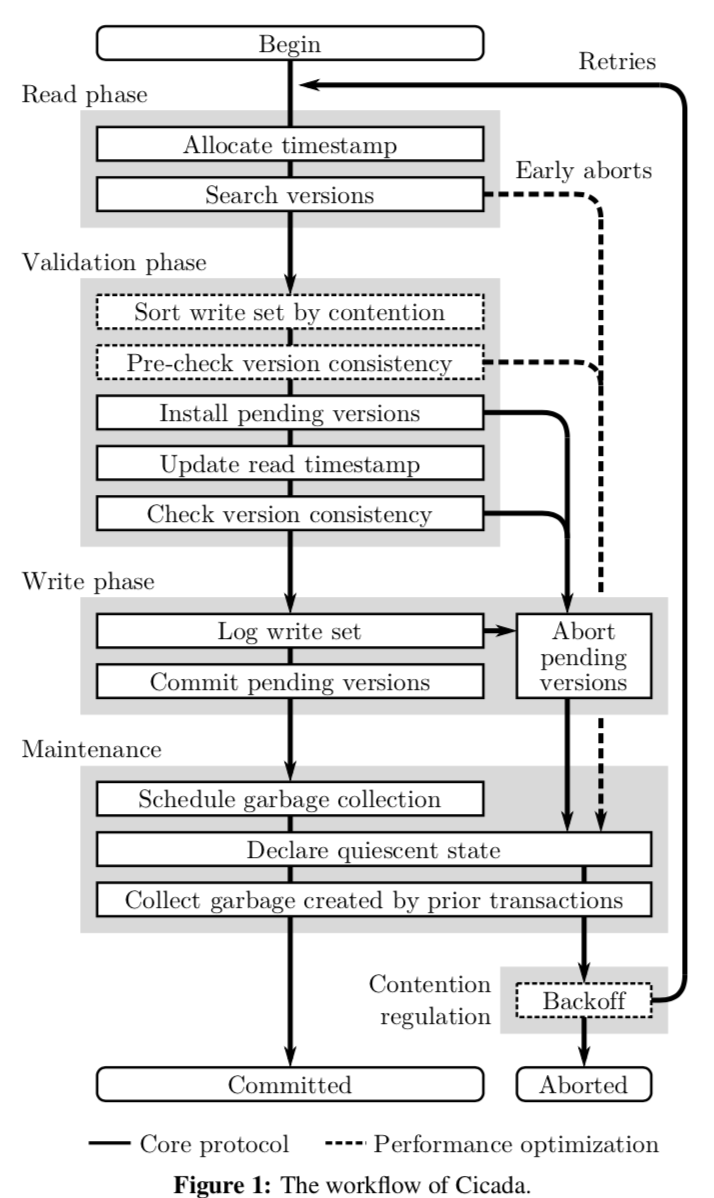 Begin
Retries
Read phase
Allocate timestamp
Early aborts
Search versions
Validation phase
Sort write set by contention
Pre-check version consistency
Install pending versions
Update read timestamp
Check version consistency
Write phase
Log write set
Abort
pending
versions
Commit pending versions
Maintenance
Schedule garbage collection
Declare quiescent state
Collect garbage created by prior transactions
Contention
regulation
Backoff
Committed
Aborted
Core protocol
Performance optimization
Figure 1: The workflow of Cicada.